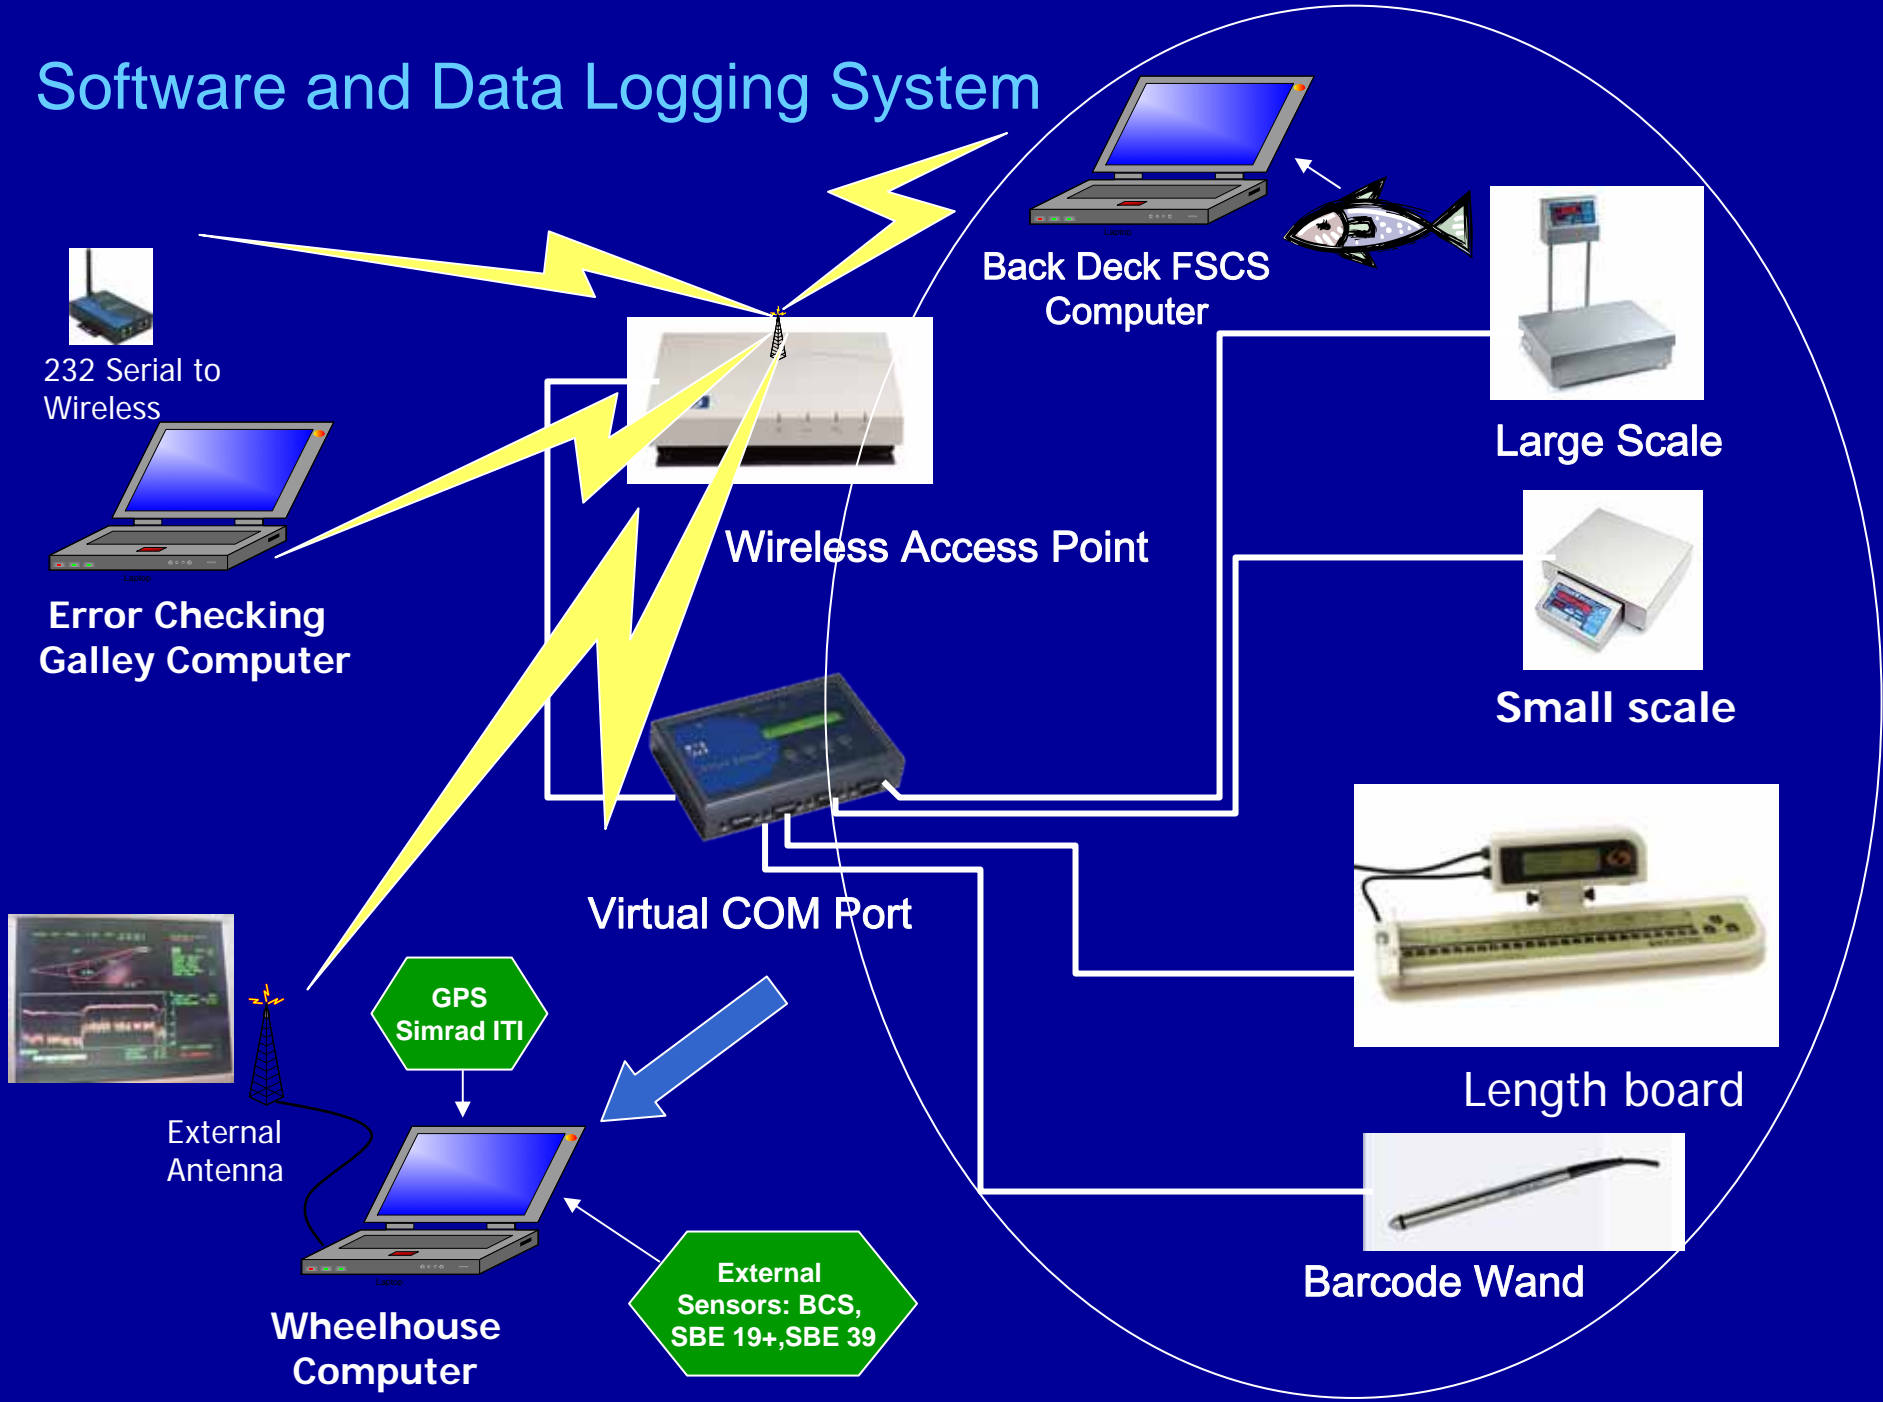 Software and Data Logging System
Back Deck FSCS
Computer
232 Serial to
Wireless
Large Scale
Wireless Access Point
Error Checking
Galley Computer
Small scale
Virtual COM Port
GPS
Simrad ITI
Length board
External
Antenna
External
Sensors: BCS,
SBE 19+,SBE 39
Barcode Wand
Wheelhouse
Computer